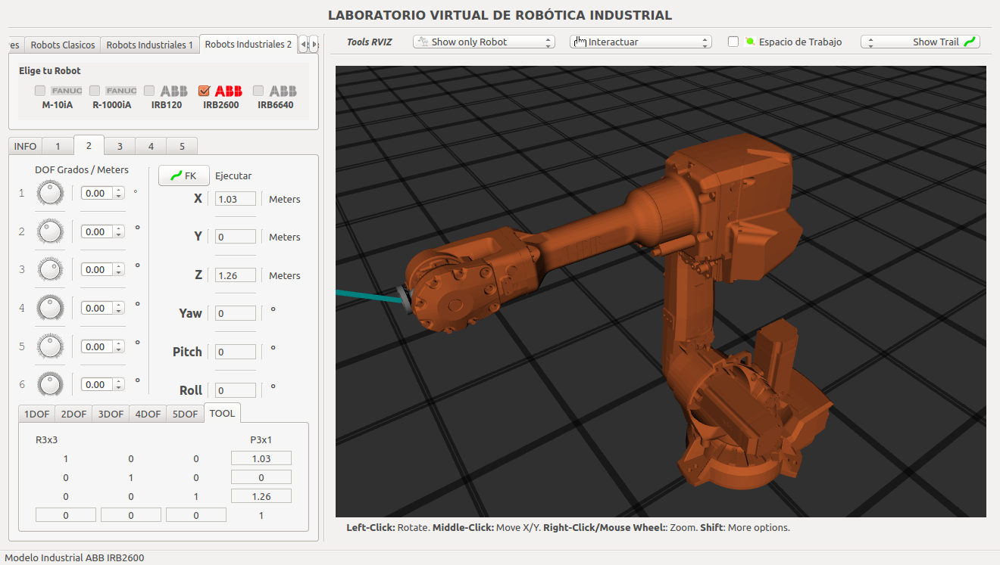 LABORATORIO VIRTUAL DE ROBÓTICA INDUSTRIAL
es Robots Clasicos Robots Industriales 1 Robots Industriales 2
Tools RVIZ Show only Robot Interactuar Espacio de Trabajo Show Trail
Elige tu Robot
FANUC FANUC ABB ABB ABB
M-10iA R-1000iA IRB120 IRB2600 IRB6640
INFO 1 2 3 4 5
DOF Grados / Meters
FK Ejecutar
1 0.00 °
X 1.03 Meters
2 0.00 °
Y 0 Meters
3 0.00 °
Z 1.26 Meters
4 0.00 °
Yaw 0 °
5 0.00 °
Pitch 0 °
6 0.00 °
Roll 0 °
1DOF 2DOF 3DOF 4DOF 5DOF TOOL
R3x3 P3x1
1 0 0 1.03
0 1 0 0
0 0 1 1.26
0 0 0 1
Left-Click: Rotate. Middle-Click: Move X/Y. Right-Click/Mouse Wheel:: Zoom. Shift: More options.
Modelo Industrial ABB IRB2600